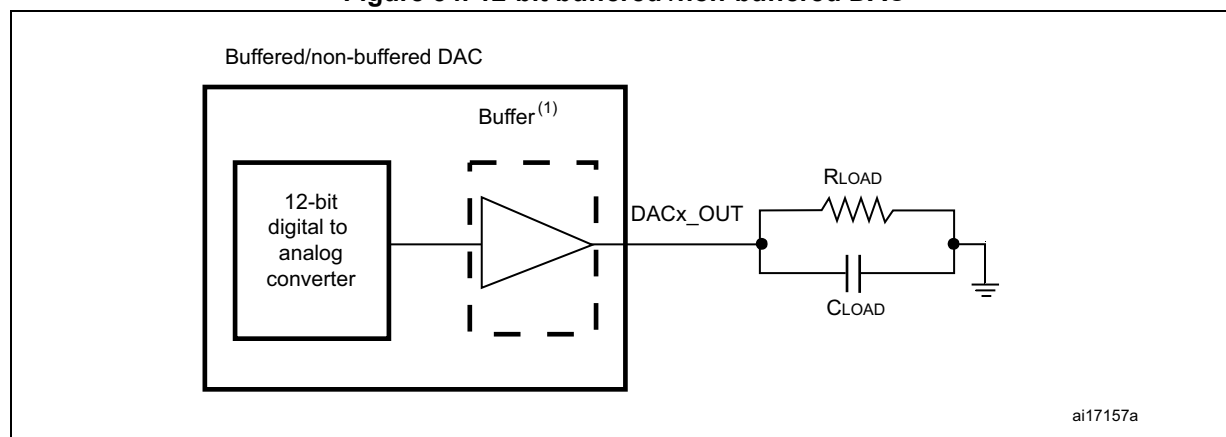 Buffered/non-buffered DAC
Buffer(1)
12-bit
digital to
analog
converter
DACx_OUT
RLOAD
CLOAD
ai17157a